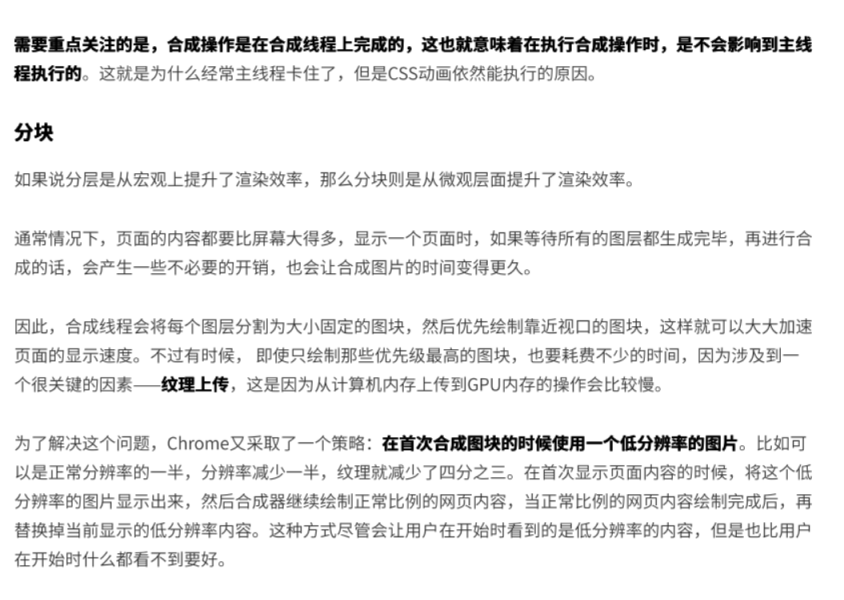 需要重点关注的是，合成操作是在合成线程上完成的，这也就意味着在执行合成操作时，是不会影响到主线
程执行的。这就是为什么经常主线程卡住了，但是CSS动画依然能执行的原因。
分块
如果说分层是从宏观上提升了渲染效率，那么分块则是从微观层面提升了渲染效率。
通常情况下，页面的内容都要比屏幕大得多，显示一个页面时，如果等待所有的图层都生成完毕，再进行合
成的话，会产生一些不必要的开销，也会让合成图片的时间变得更久。
因此，合成线程会将每个图层分割为大小固定的图块，然后优先绘制靠近视口的图块，这样就可以大大加速
页面的显示速度。不过有时候， 即使只绘制那些优先级最高的图块，也要耗费不少的时间，因为涉及到一
个很关键的因素——纹理上传，这是因为从计算机内存上传到GPU内存的操作会比较慢。
为了解决这个问题，Chrome又采取了一个策略：在首次合成图块的时候使用一个低分辨率的图片。比如可
以是正常分辨率的一半，分辨率减少一半，纹理就减少了四分之三。在首次显示页面内容的时候，将这个低
分辨率的图片显示出来，然后合成器继续绘制正常比例的网页内容，当正常比例的网页内容绘制完成后，再
替换掉当前显示的低分辨率内容。这种方式尽管会让用户在开始时看到的是低分辨率的内容，但是也比用户
在开始时什么都看不到要好。